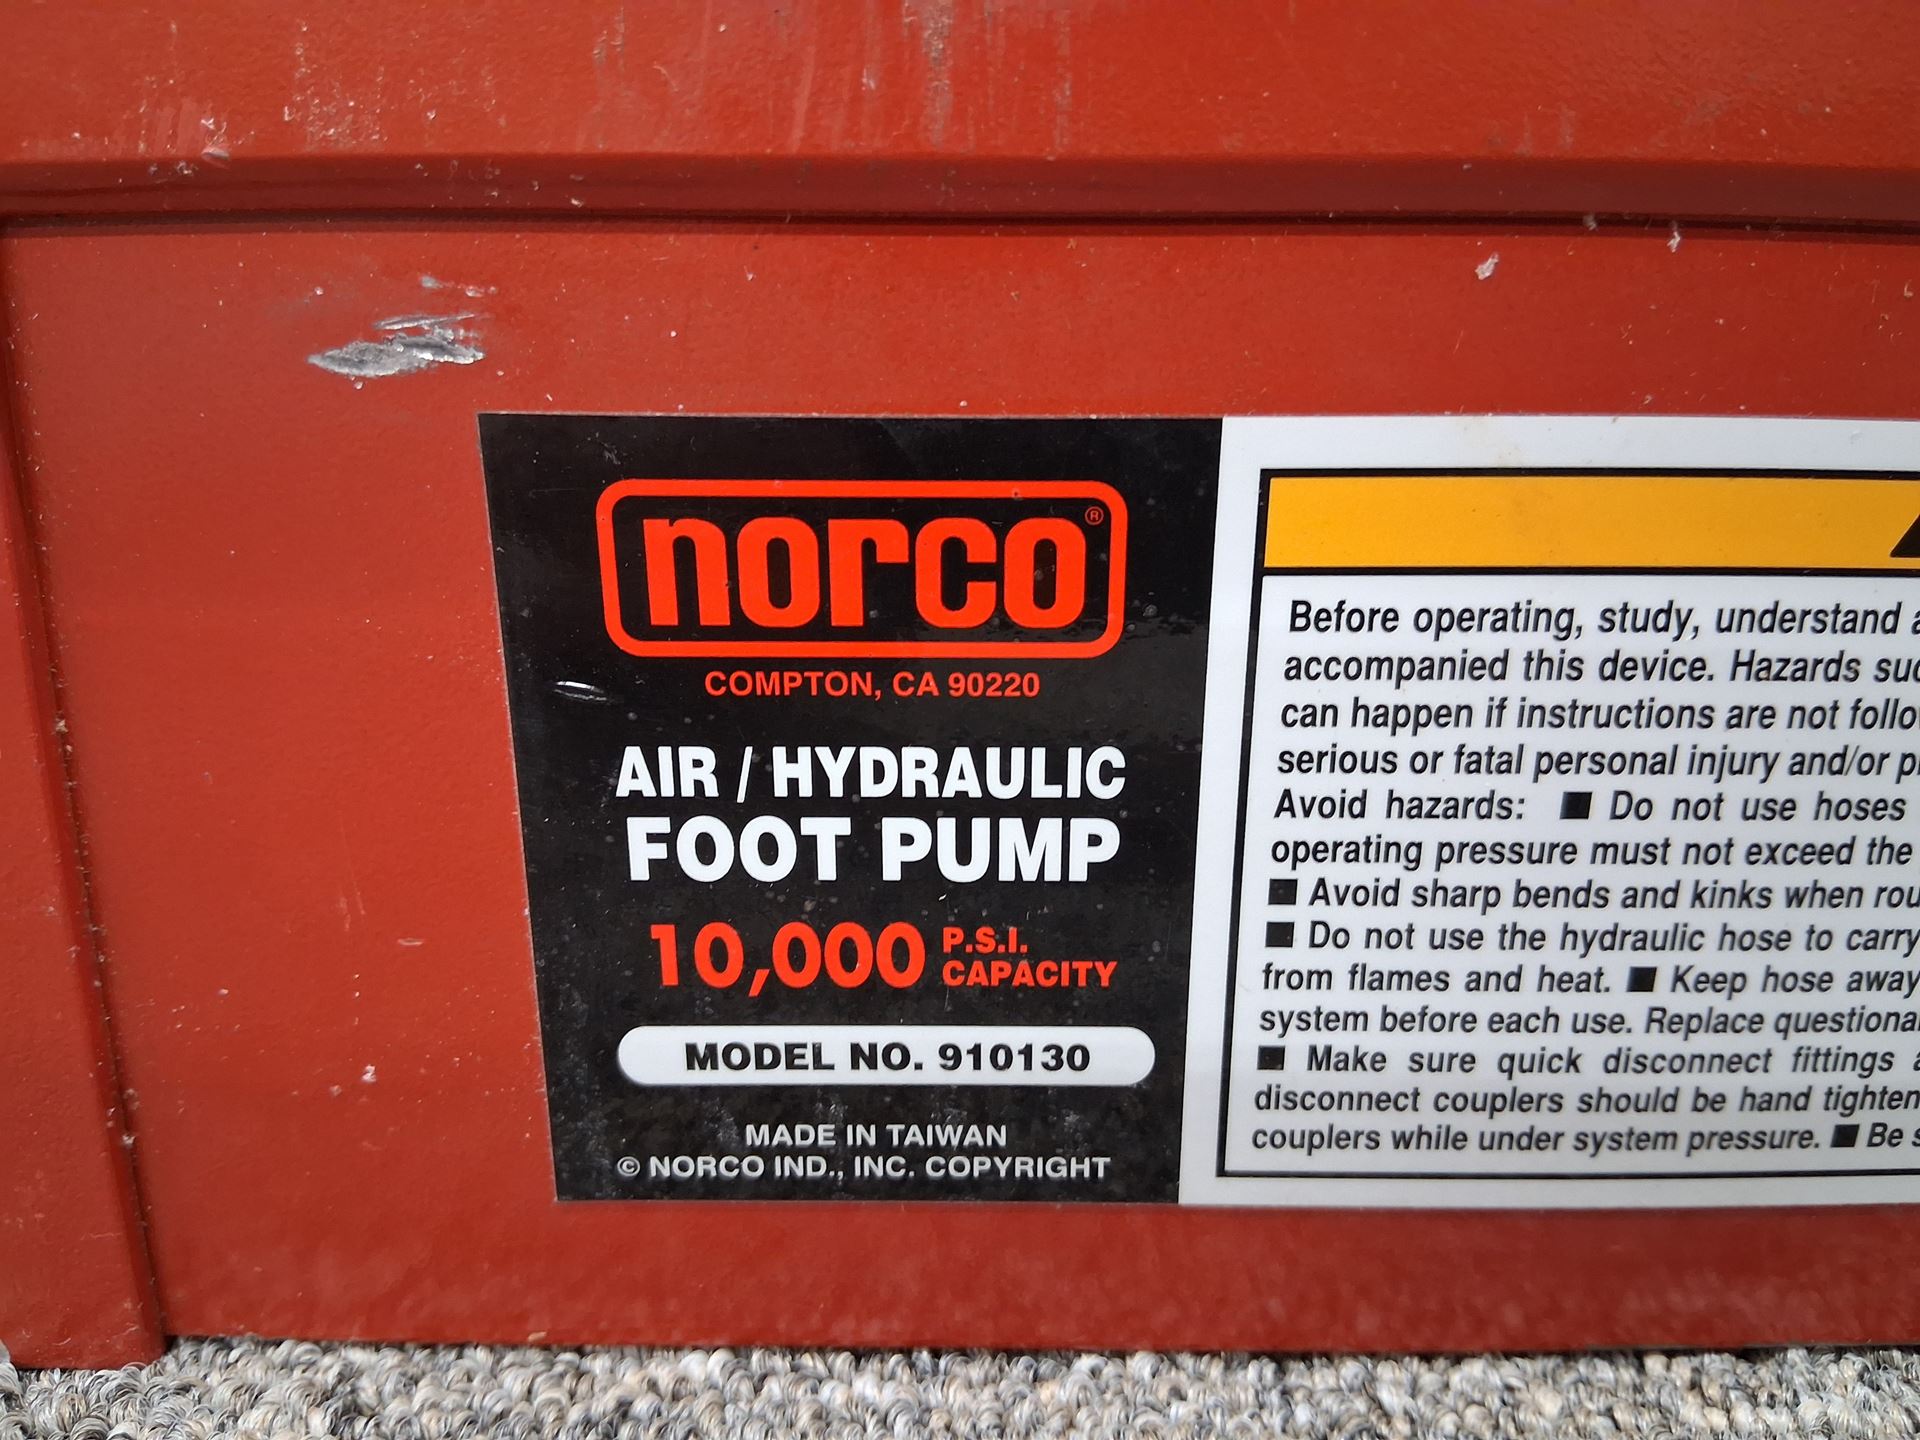 norco®
COMPTON, CA 90220
AIR / HYDRAULIC
FOOT PUMP
10,000 P.S.I.
CAPACITY
MODEL NO. 910130
MADE IN TAIWAN
© NORCO IND., INC. COPYRIGHT
Before operating, study, understand
accompanied this device. Hazards
can happen if instructions are not
serious or fatal personal injury and/or
Avoid hazards: ■ Do not use hoses
operating pressure must not exceed the
■ Avoid sharp bends and kinks when
■ Do not use the hydraulic hose to carry
from flames and heat. ■ Keep hose away
system before each use. Replace
■ Make sure quick disconnect fittings
disconnect couplers should be hand
couplers while under system pressure. ■ Be